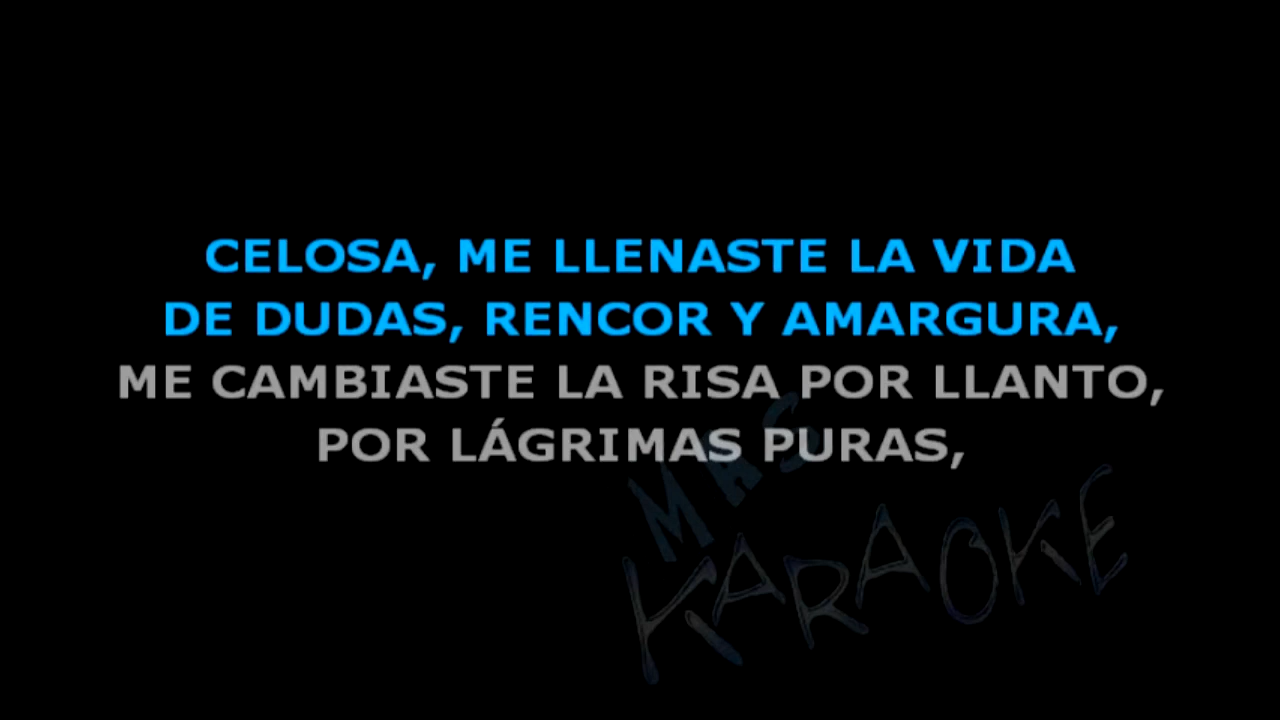 CELOSA, ME LLENASTE LA VIDA
DE DUDAS, RENCOR Y AMARGURA,
ME CAMBIASTE LA RISA POR LLANTO,
POR LÁGRIMAS PURAS,
MAS
KARAOKE